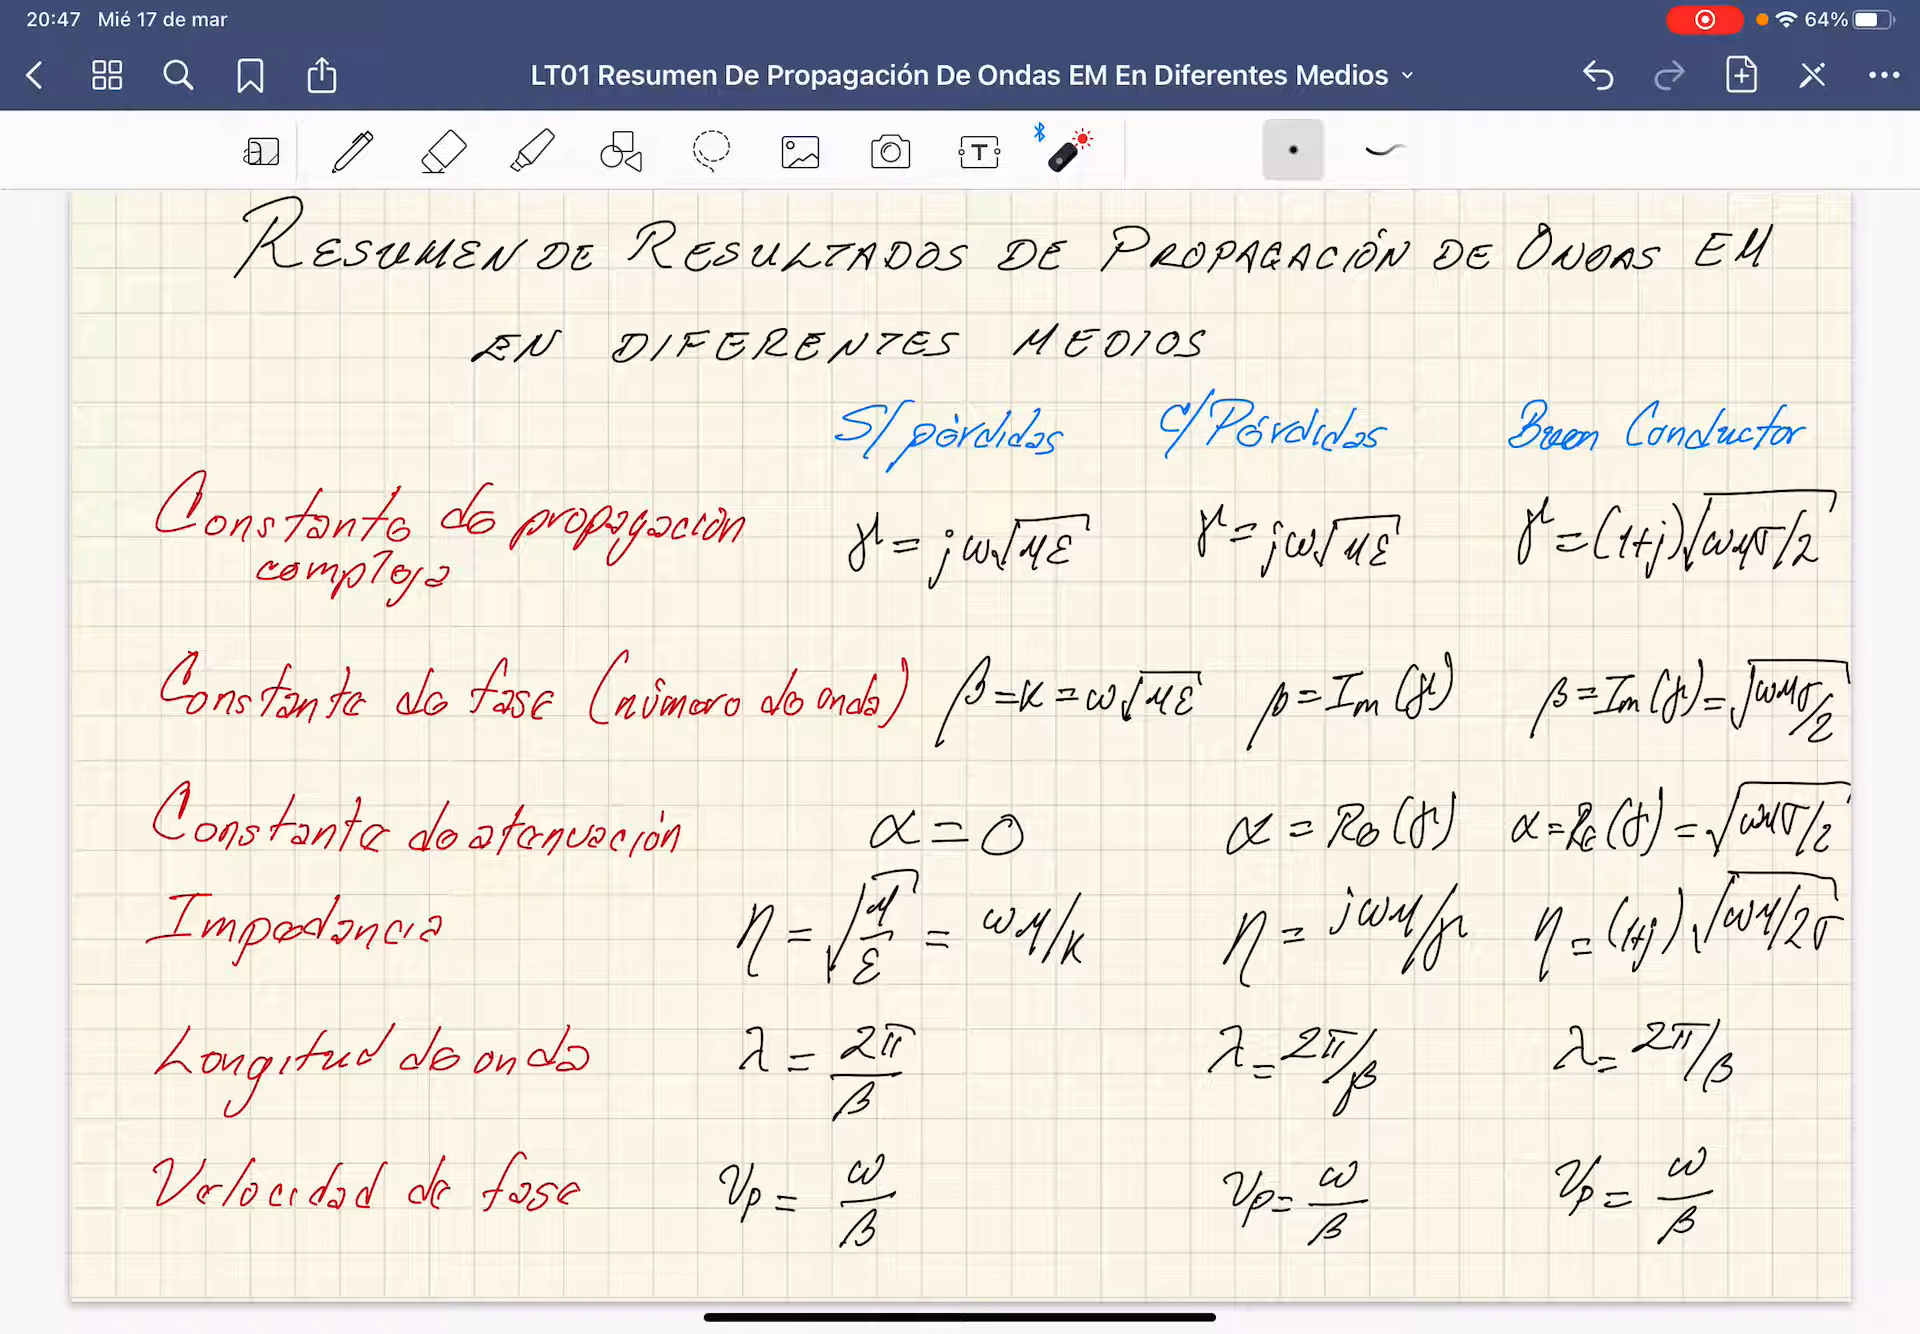 20:47 Mié 17 de mar
64%
LT01 Resumen De Propagación De Ondas EM En Diferentes Medios
T
RESUMEN DE RESULTADOS DE PROPAGACIÓN DE ONDAS EM
EN DIFERENTES MEDIOS
S/pérdidas C/Pérdidas Buen Conductor
Constante de propagación compleja γ = jω√με γ = jω√με γ = (1+j)√ωμσ/2
Constante de fase (número de onda) β = k = ω√με β = Im(γ) β = Im(γ) = √ωμσ/2
Constante de atenuación α = 0 α = Re(γ) α = Re(γ) = √ωμσ/2
Impedancia η = √μ/ε = ωμ/k η = jωμ/γ η = (1+j)√ωμ/2σ
Longitud de onda λ = 2π/β λ = 2π/β λ = 2π/β
Velocidad de fase Vp = ω/β Vp = ω/β Vp = ω/β